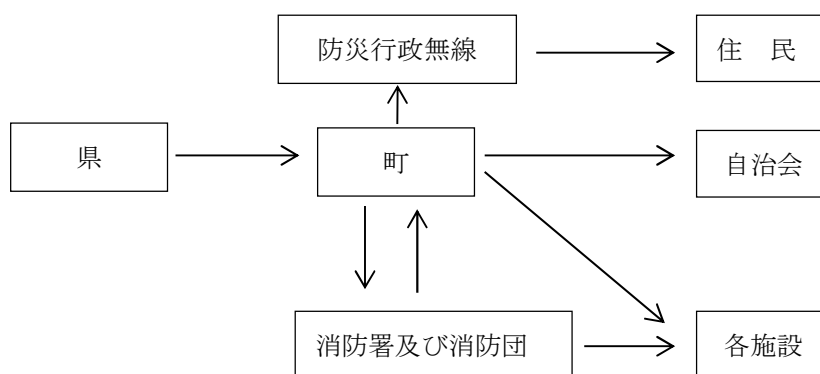 防災行政無線
住　民
県
町
自治会
消防署及び消防団
各施設